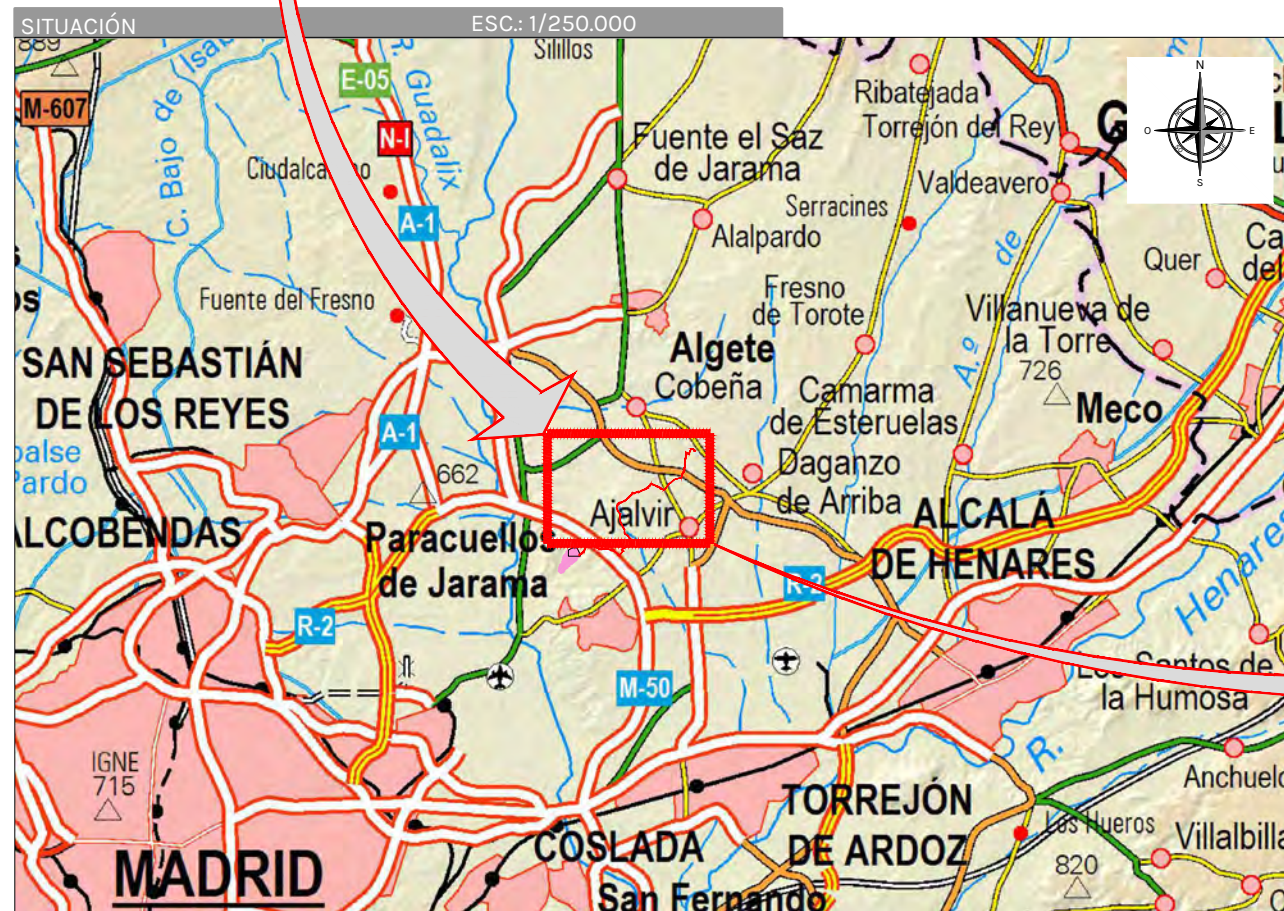 SITUACIÓN
ESC.: 1/250.000
889
M-607
C. Bajo de Isab
E-05
N-I
R. Guadalix
A-1
Silillos
Fuente el Saz
de Jarama
Alalpardo
Ribatejada
Torrejón del Rey
Valdeavero
Serracines
A.º de
Quer
N
O
E
S
Fuente del Fresno
Fresno
de Torote
Villanueva de
la Torre
726
Meco
SAN SEBASTIÁN
DE LOS REYES
Algete
Cobeña
Camarma
de Esteruelas
Daganzo
de Arriba
A-1
662
Ajalvir
ALCOBENDAS
Paracuellos
de Jarama
ALCALÁ
DE HENARES
Henare
R-2
R-2
M-50
Los Santos de
la Humosa
R.
IGNE
715
Anchuelo
TORREJÓN
DE ARDOZ
Los Hueros
Villalbilla
820
MADRID
COSLADA
San Fernando